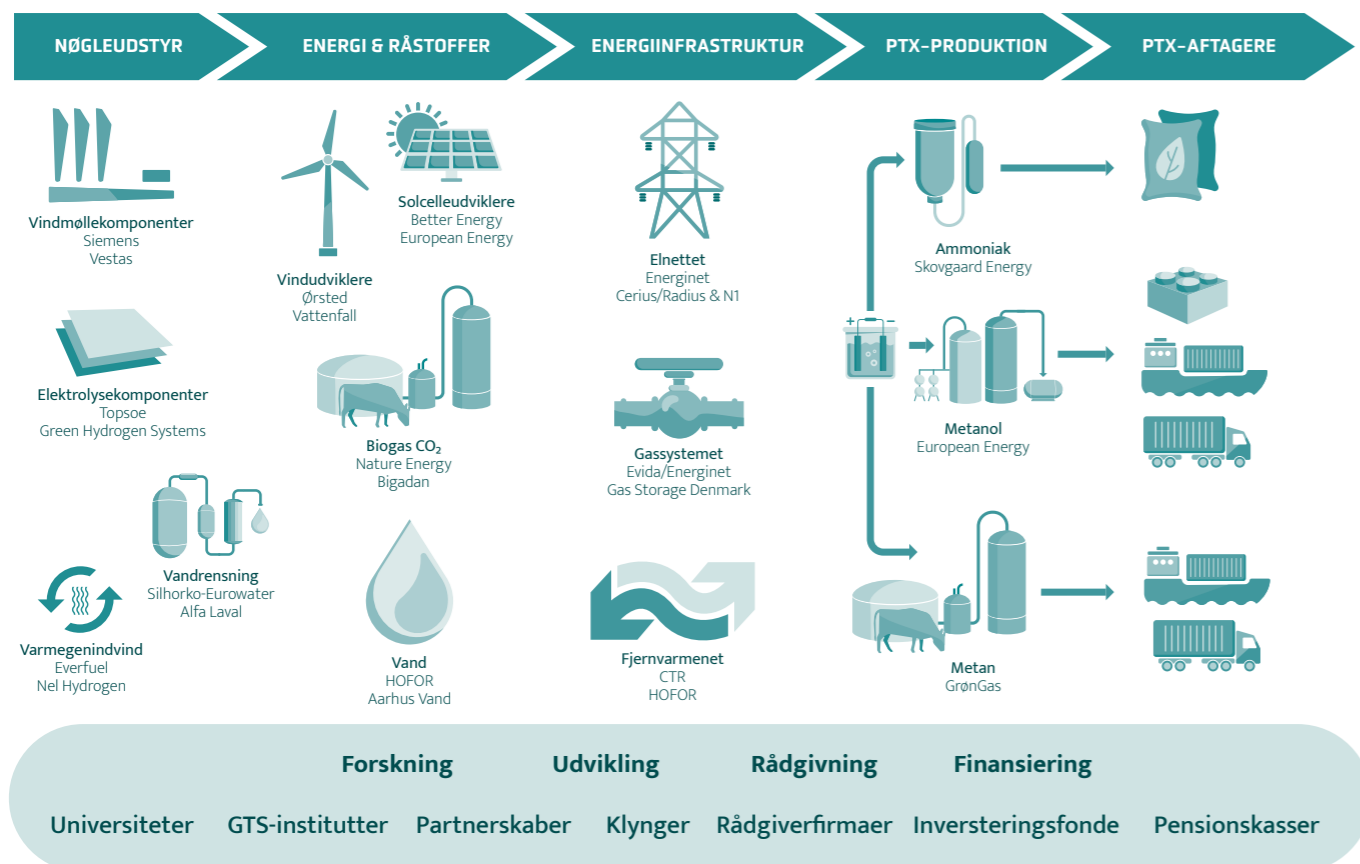 NØGLEUDSTYR
ENERGI & RÅSTOFFER
ENERGIINFRASTRUKTUR
PTX-PRODUKTION
PTX-AFTAGERE
Vindmøllekomponenter
Siemens
Vestas
Elektrolysekomponenter
Topsoe
Green Hydrogen Systems
Vandrensning
Silhorko-Eurowater
Alfa Laval
Varmegenindvind
Everfuel
Nel Hydrogen
Solcelleudviklere
Better Energy
European Energy
Vindudviklere
Ørsted
Vattenfall
Biogas CO₂
Nature Energy
Bigadan
Vand
HOFOR
Aarhus Vand
Elnettet
Energinet
Cerius/Radius & N1
Gassystemet
Evida/Energinet
Gas Storage Denmark
Fjernvarmenet
CTR
HOFOR
Ammoniak
Skovgaard Energy
+ −
Metanol
European Energy
Metan
GrønGas
Forskning Udvikling Rådgivning Finansiering
Universiteter GTS-institutter Partnerskaber Klynger Rådgiverfirmaer Inversteringsfonde Pensionskasser